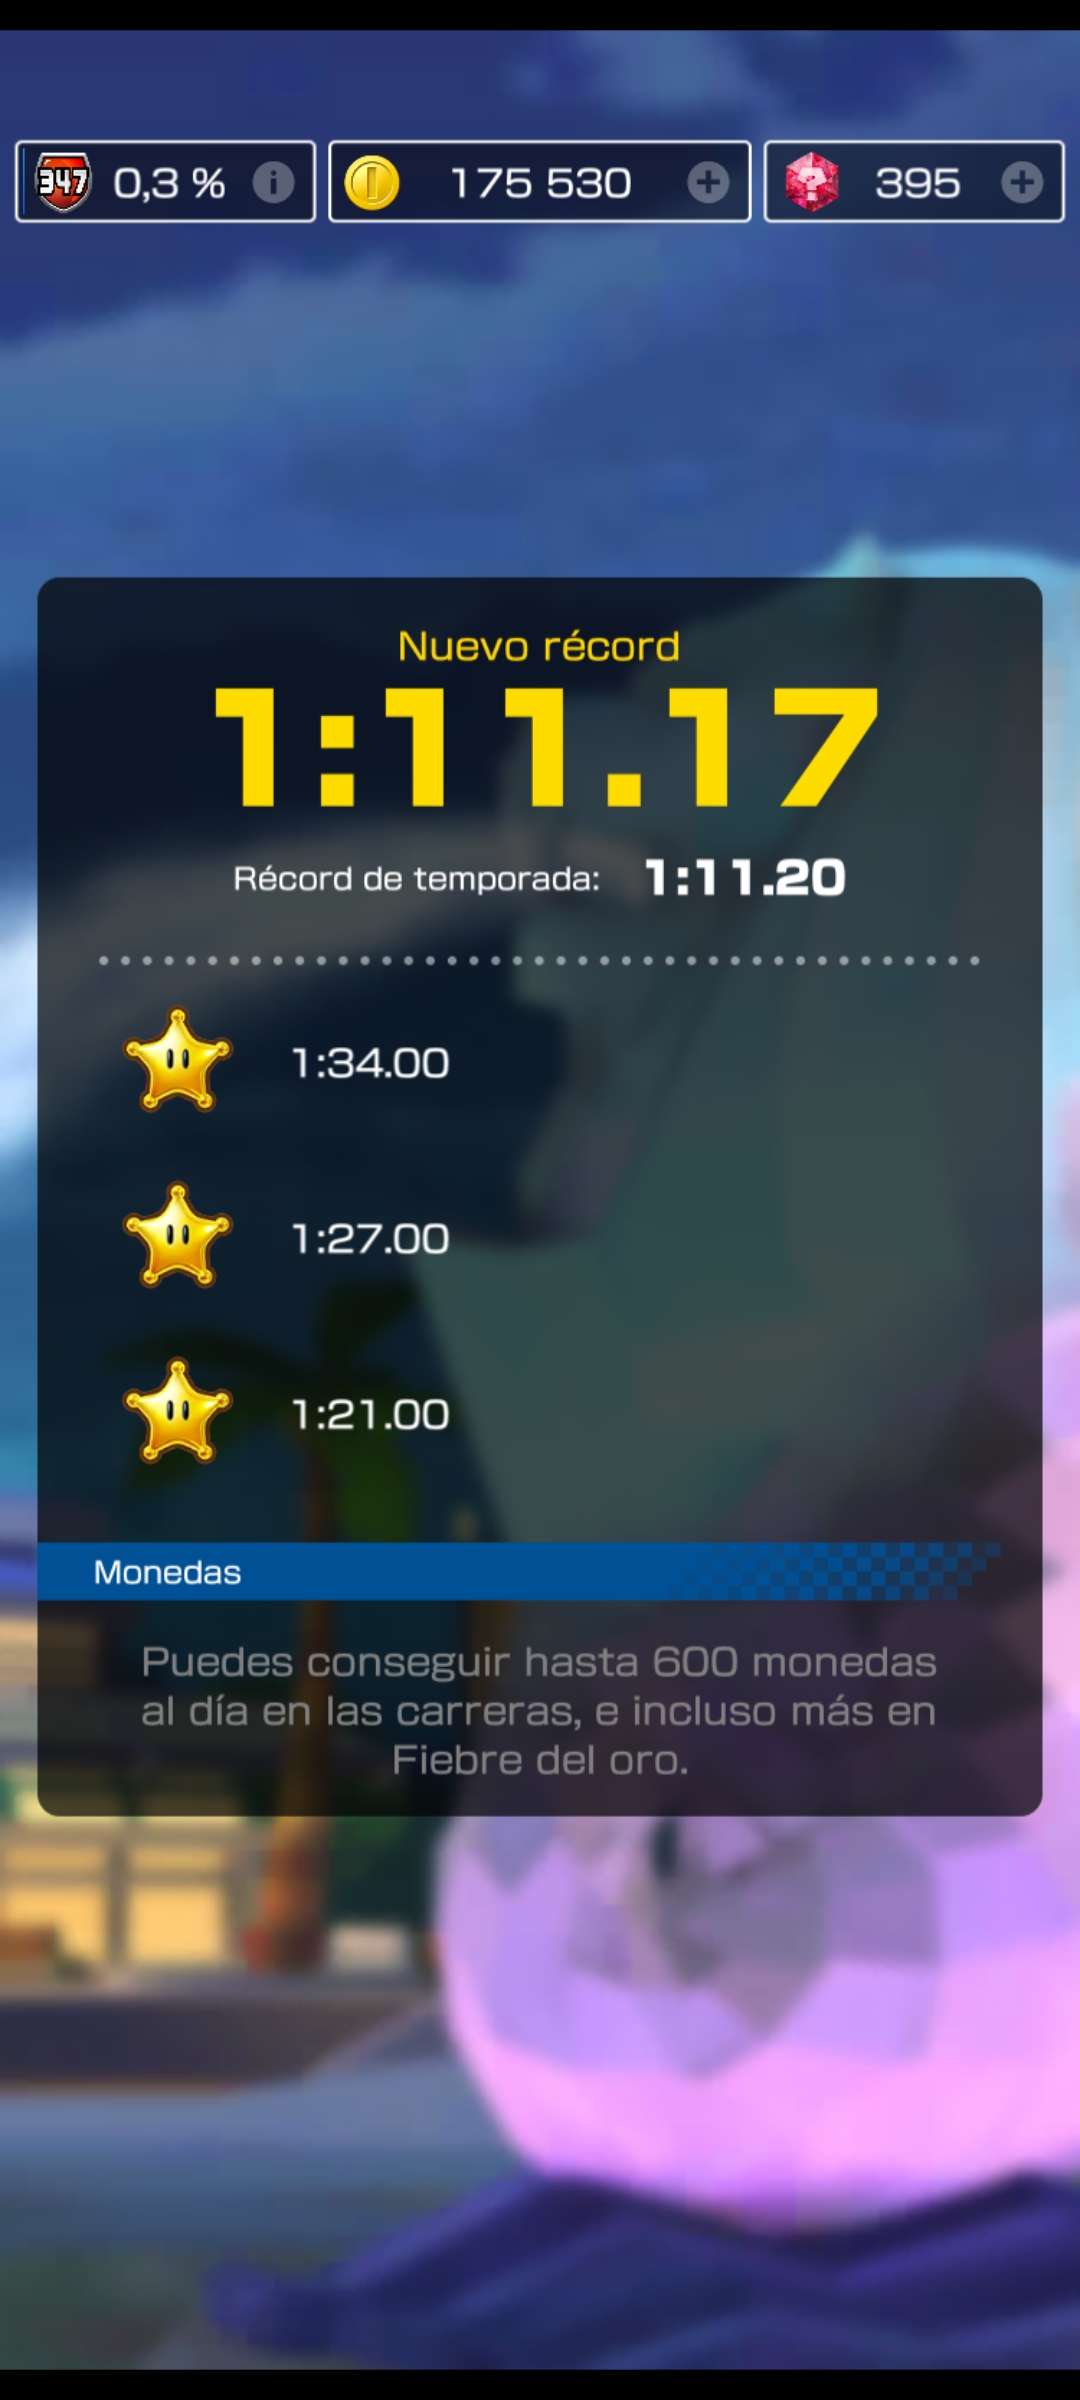 347 0,3 % i 175 530 + 395 +
Nuevo récord
1:11.17
Récord de temporada: 1:11.20
1:34.00
1:27.00
1:21.00
Monedas
Puedes conseguir hasta 600 monedas
al día en las carreras, e incluso más en
Fiebre del oro.